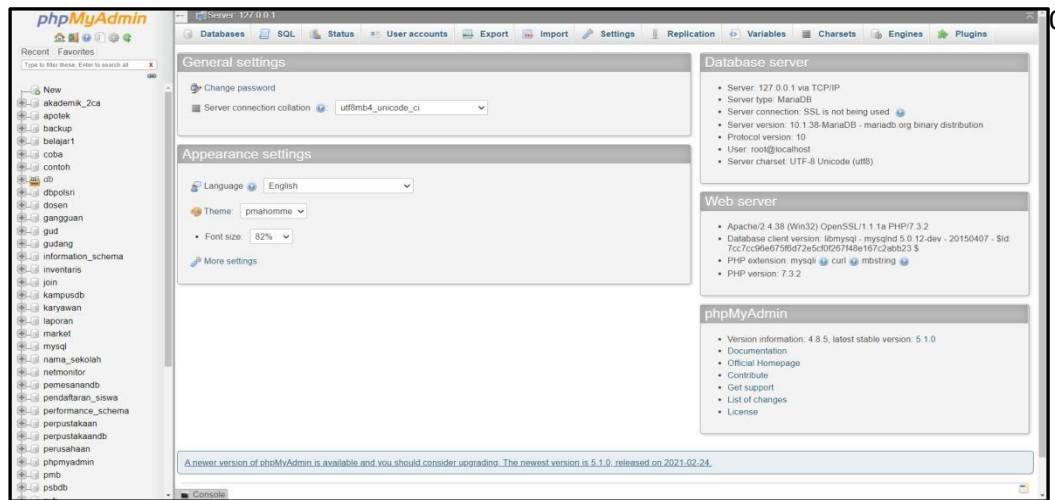 phpMyAdmin
Recent Favorites
Type to filter these, Enter to search all X
New
akademik_2ca
apotek
backup
belajar1
coba
contoh
db
dbpolsri
dosen
gangguan
gud
gudang
information_schema
inventaris
join
kampusdb
karyawan
laporan
market
mysql
nama_sekolah
netmonitor
pemesanandb
pendaftaran_siswa
performance_schema
perpustakaan
perpustakaandb
perusahaan
phpmyadmin
pmb
psbdb
Server: 127.0.0.1
Databases SQL Status User accounts Export Import Settings Replication Variables Charsets Engines Plugins
General settings
Change password
Server connection collation : utf8mb4_unicode_ci
Appearance settings
Language English
Theme: pmahomme
• Font size: 82%
More settings
Database server
• Server: 127.0.0.1 via TCP/IP
• Server type: MariaDB
• Server connection: SSL is not being used
• Server version: 10.1.38-MariaDB - mariadb.org binary distribution
• Protocol version: 10
• User: root@localhost
• Server charset: UTF-8 Unicode (utf8)
Web server
• Apache/2.4.38 (Win32) OpenSSL/1.1.1a PHP/7.3.2
• Database client version: libmysql - mysqlnd 5.0.12-dev - 20150407 - $Id:
7cc7cc96e675f6d72e5cf0f267f48e167c2abb23 $
• PHP extension: mysqli curl mbstring
• PHP version: 7.3.2
phpMyAdmin
• Version information: 4.8.5, latest stable version: 5.1.0
• Documentation
• Official Homepage
• Contribute
• Get support
• List of changes
• License
A newer version of phpMyAdmin is available and you should consider upgrading. The newest version is 5.1.0, released on 2021-02-24.
Console